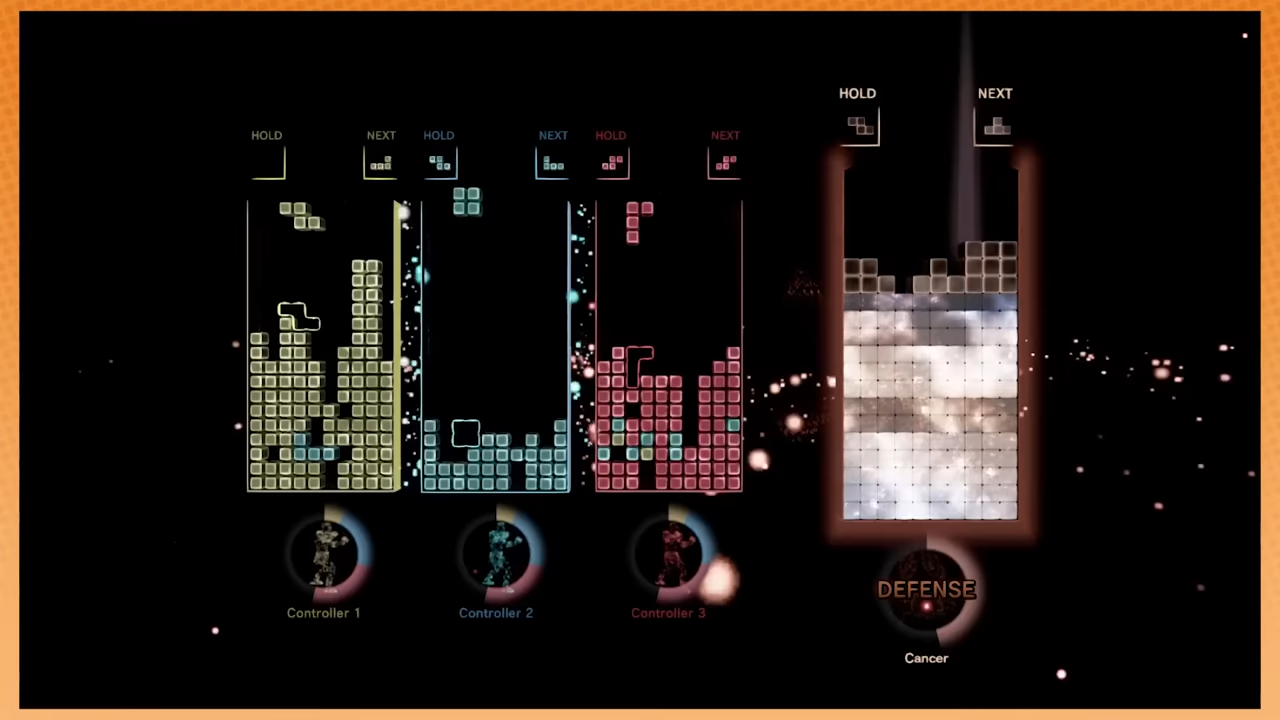 HOLD NEXT
HOLD NEXT HOLD NEXT HOLD NEXT
DEFENSE
Controller 1 Controller 2 Controller 3
Cancer